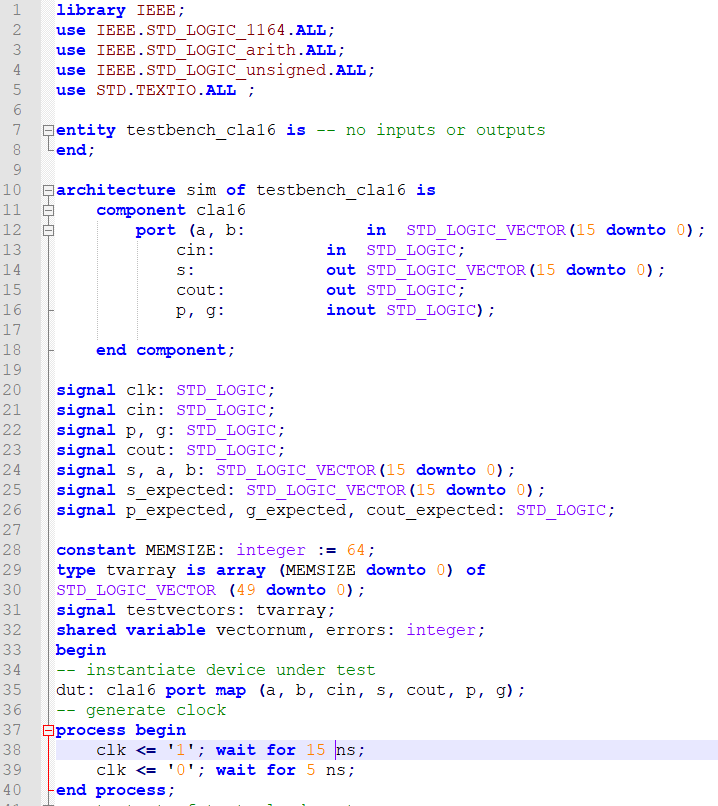 1 library IEEE;
2 use IEEE.STD_LOGIC_1164.ALL;
3 use IEEE.STD_LOGIC_arith.ALL;
4 use IEEE.STD_LOGIC_unsigned.ALL;
5 use STD.TEXTIO.ALL ;
6
7 entity testbench_cla16 is -- no inputs or outputs
8 end;
9
10 architecture sim of testbench_cla16 is
11 component cla16
12 port (a, b: in STD_LOGIC_VECTOR(15 downto 0);
13 cin: in STD_LOGIC;
14 s: out STD_LOGIC_VECTOR(15 downto 0);
15 cout: out STD_LOGIC;
16 p, g: inout STD_LOGIC);
17
18 end component;
19
20 signal clk: STD_LOGIC;
21 signal cin: STD_LOGIC;
22 signal p, g: STD_LOGIC;
23 signal cout: STD_LOGIC;
24 signal s, a, b: STD_LOGIC_VECTOR(15 downto 0);
25 signal s_expected: STD_LOGIC_VECTOR(15 downto 0);
26 signal p_expected, g_expected, cout_expected: STD_LOGIC;
27
28 constant MEMSIZE: integer := 64;
29 type tvarray is array (MEMSIZE downto 0) of
30 STD_LOGIC_VECTOR (49 downto 0);
31 signal testvectors: tvarray;
32 shared variable vectornum, errors: integer;
33 begin
34 -- instantiate device under test
35 dut: cla16 port map (a, b, cin, s, cout, p, g);
36 -- generate clock
37 process begin
38 clk <= '1'; wait for 15 ns;
39 clk <= '0'; wait for 5 ns;
40 end process;